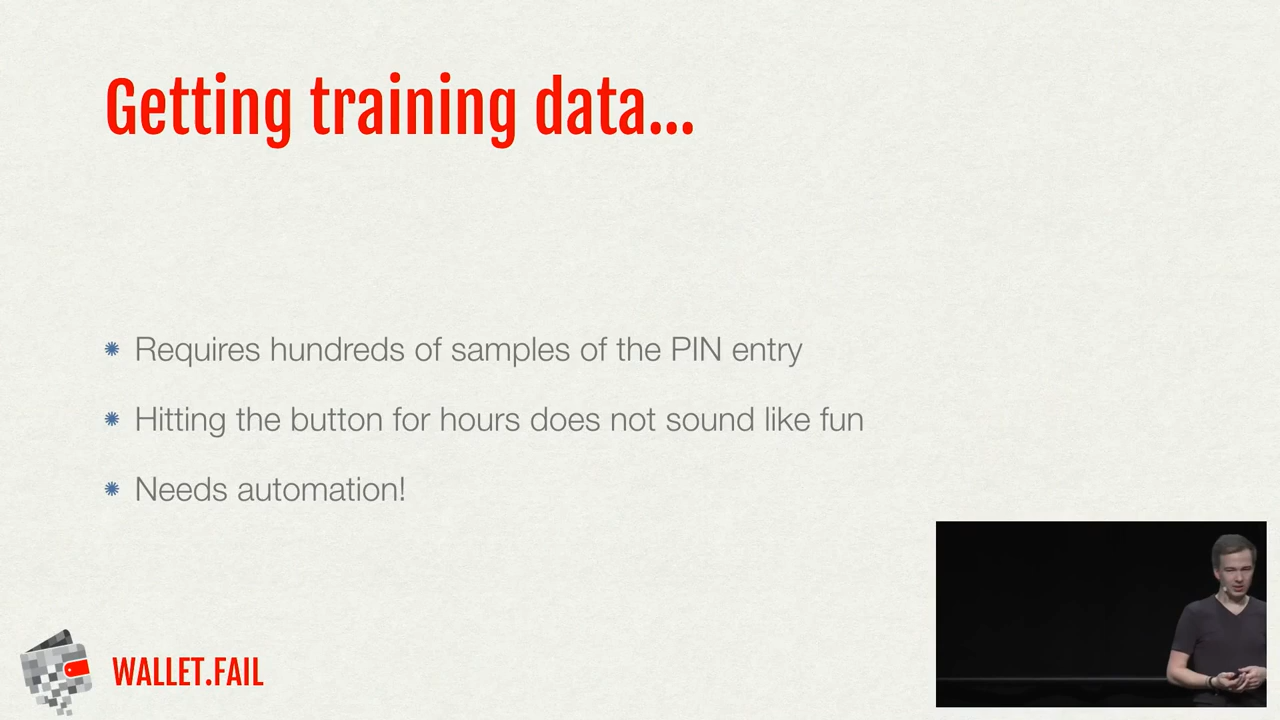 Getting training data...
Requires hundreds of samples of the PIN entry
Hitting the button for hours does not sound like fun
Needs automation!
WALLET.FAIL